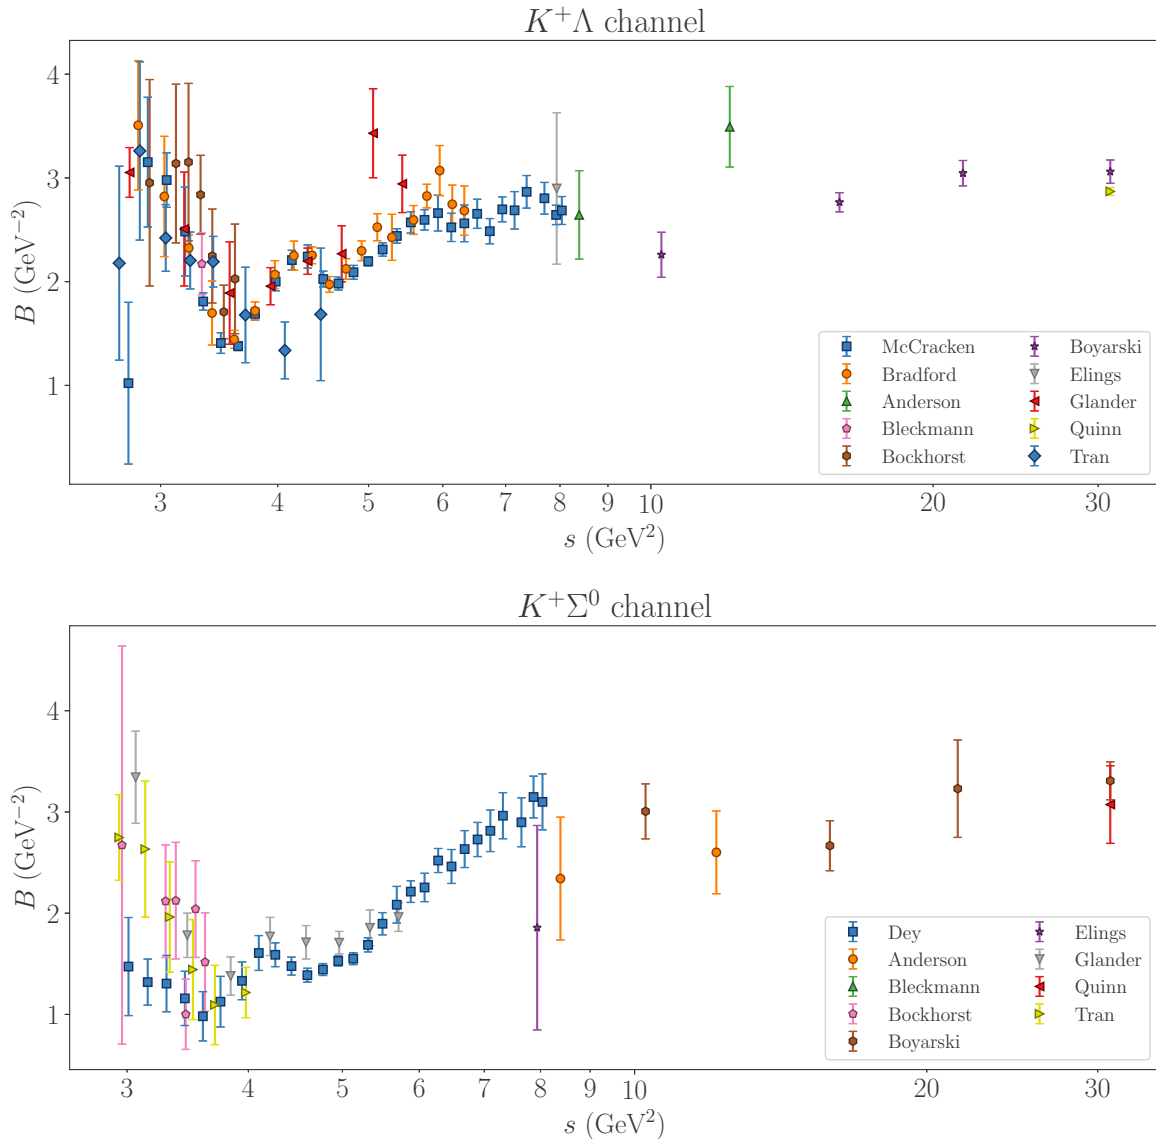 K⁺Λ channel
B (GeV⁻²)
4
3
2
1
McCracken
Bradford
Anderson
Bleckmann
Bockhorst
Boyarski
Elings
Glander
Quinn
Tran
3 4 5 6 7 8 9 10 20 30
s (GeV²)
K⁺Σ⁰ channel
B (GeV⁻²)
4
3
2
1
Dey
Anderson
Bleckmann
Bockhorst
Boyarski
Elings
Glander
Quinn
Tran
3 4 5 6 7 8 9 10 20 30
s (GeV²)